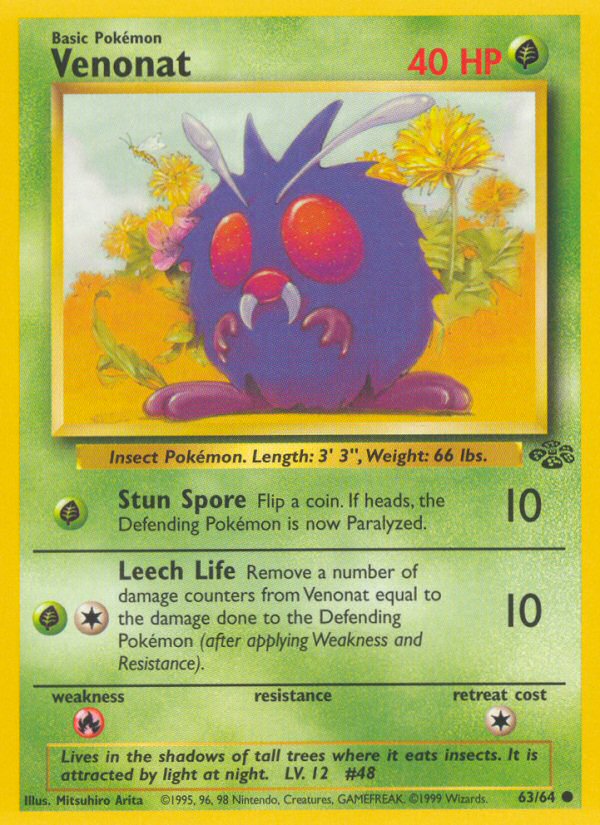 Basic Pokémon
Venonat
40 HP
Insect Pokémon. Length: 3' 3", Weight: 66 lbs.
Stun Spore Flip a coin. If heads, the
Defending Pokémon is now Paralyzed.
10
Leech Life Remove a number of
damage counters from Venonat equal to
the damage done to the Defending
Pokémon (after applying Weakness and
Resistance).
10
weakness resistance retreat cost
Lives in the shadows of tall trees where it eats insects. It is
attracted by light at night. LV. 12 #48
Illus. Mitsuhiro Arita ©1995, 96, 98 Nintendo, Creatures, GAMEFREAK. ©1999 Wizards. 63/64